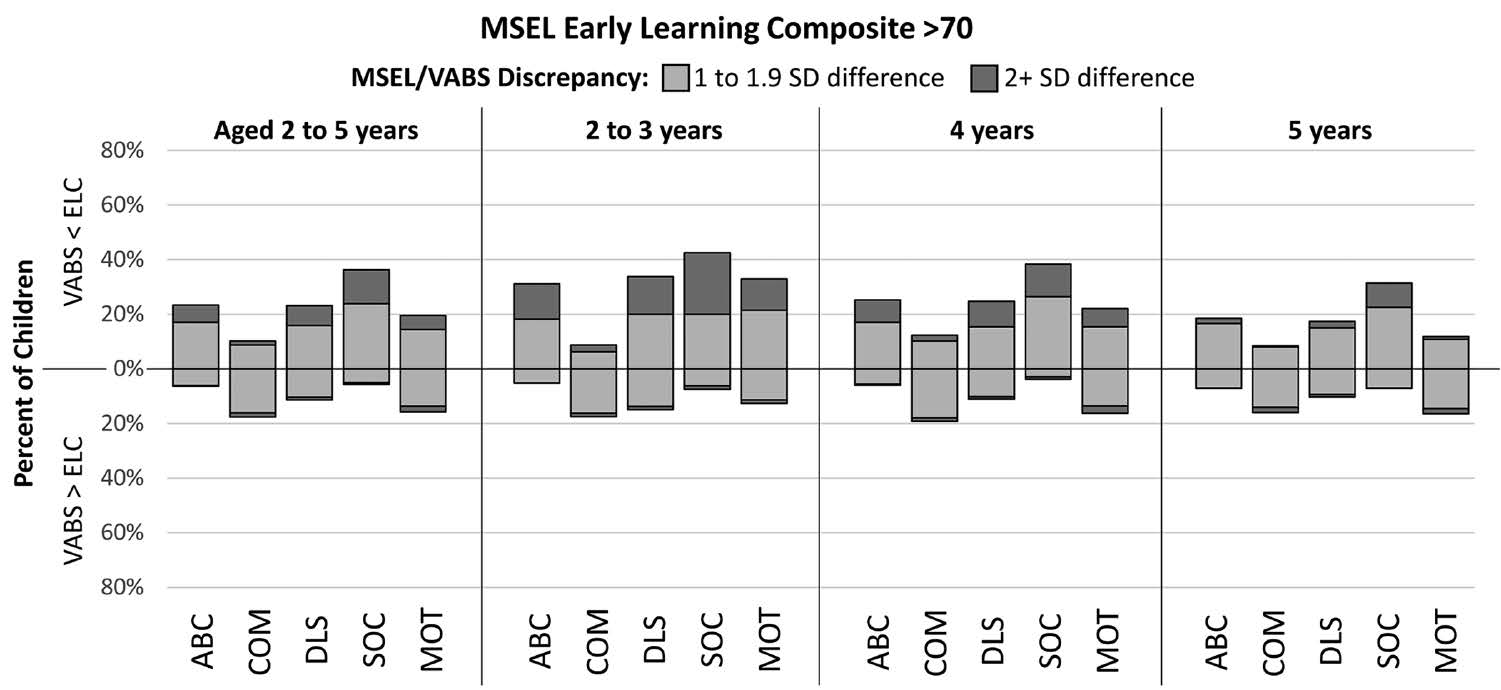 MSEL Early Learning Composite >70
MSEL/VABS Discrepancy: 1 to 1.9 SD difference 2+ SD difference
Aged 2 to 5 years 2 to 3 years 4 years 5 years
Percent of Children
VABS < ELC
VABS > ELC
80%
60%
40%
20%
0%
20%
40%
60%
80%
ABC COM DLS SOC MOT ABC COM DLS SOC MOT ABC COM DLS SOC MOT ABC COM DLS SOC MOT